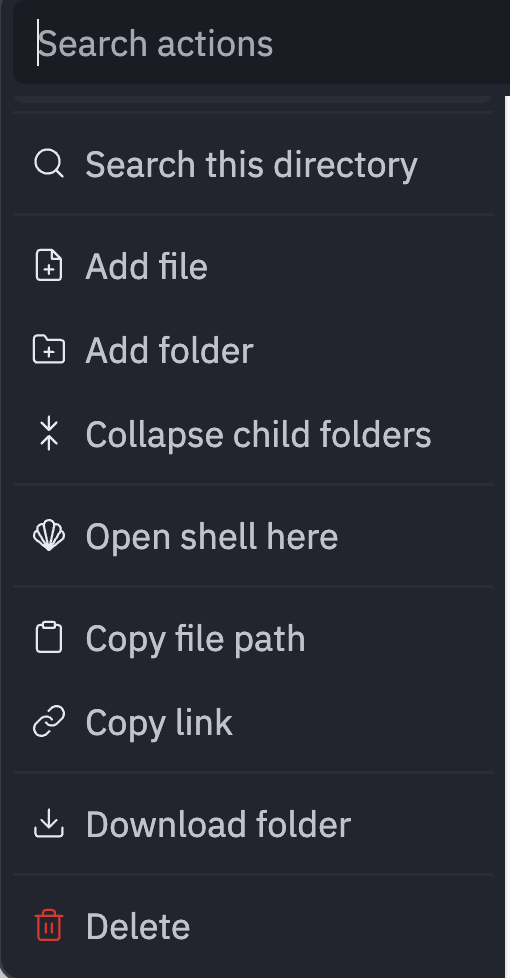 Search actions
Search this directory
Add file
Add folder
Collapse child folders
Open shell here
Copy file path
Copy link
Download folder
Delete